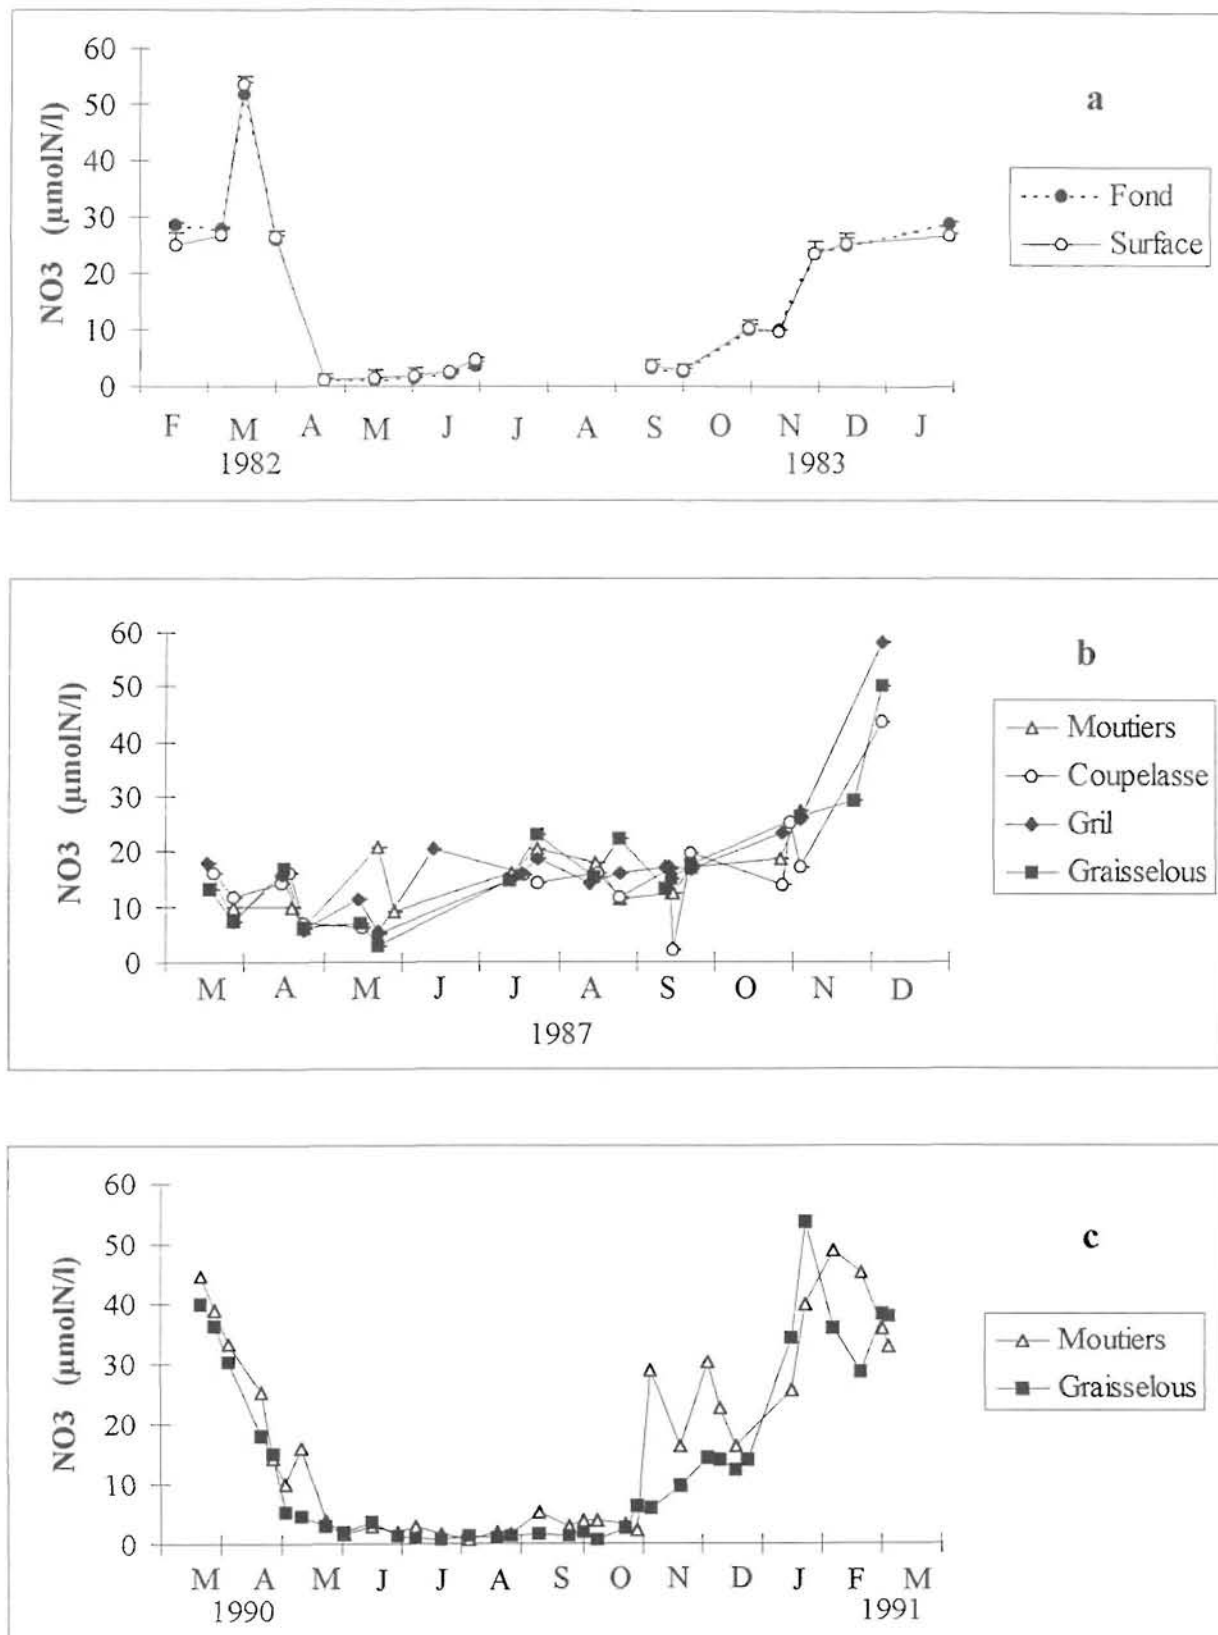 a
NO3 (µmolN/l)
60
50
40
30
20
10
0
F M A M J J A S O N D J
1982 1983
Fond
Surface
b
NO3 (µmolN/l)
60
50
40
30
20
10
0
M A M J J A S O N D
1987
Moutiers
Coupelasse
Gril
Graisselous
c
NO3 (µmolN/l)
60
50
40
30
20
10
0
M A M J J A S O N D J F M
1990 1991
Moutiers
Graisselous